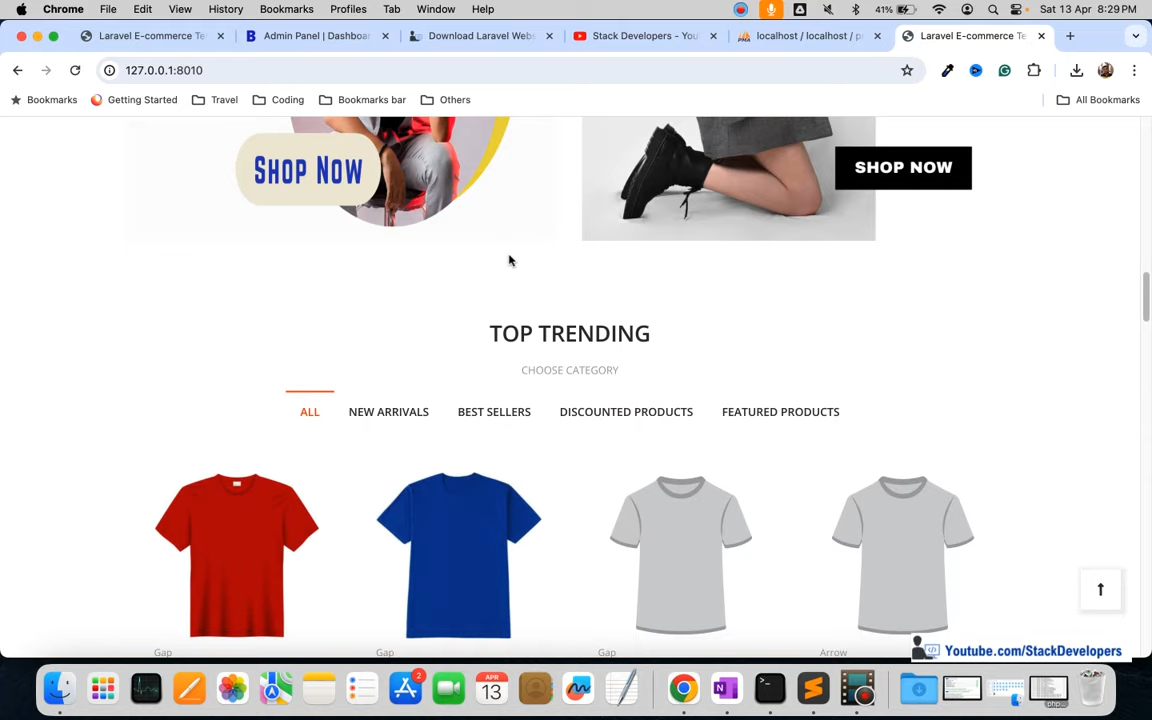 Chrome File Edit View History Bookmarks Profiles Tab Window Help 41% Sat 13 Apr 8:29PM
Laravel E-commerce Te Admin Panel | Dashboar Download Laravel Webs Stack Developers - You localhost / localhost / p Laravel E-commerce Te
127.0.0.1:8010
Bookmarks Getting Started Travel Coding Bookmarks bar Others All Bookmarks
SHOP NOW
SHOP NOW
TOP TRENDING
CHOOSE CATEGORY
ALL NEW ARRIVALS BEST SELLERS DISCOUNTED PRODUCTS FEATURED PRODUCTS
Gap Gap Gap Arrow
Youtube.com/StackDevelopers
2
APR
13
php